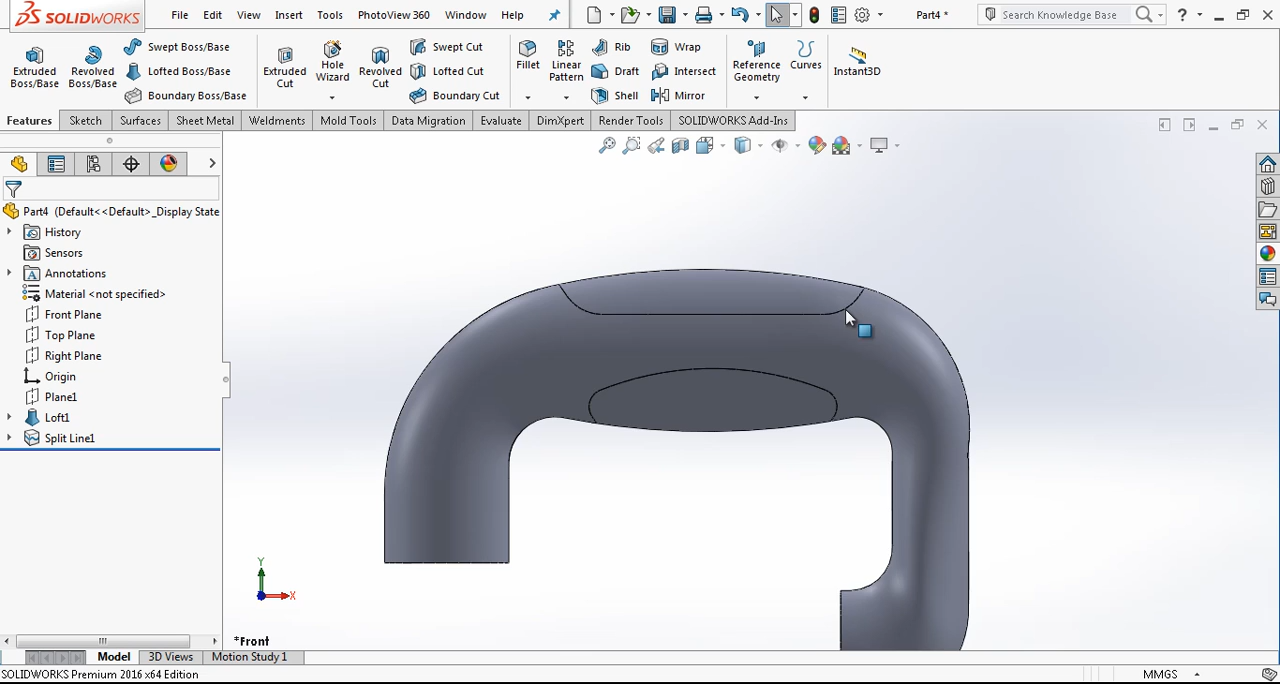 SOLIDWORKS File Edit View Insert Tools PhotoView 360 Window Help Part4 * Search Knowledge Base ?
Extruded Boss/Base
Revolved Boss/Base
Swept Boss/Base
Lofted Boss/Base
Boundary Boss/Base
Extruded Cut
Hole Wizard
Revolved Cut
Swept Cut
Lofted Cut
Boundary Cut
Fillet
Linear Pattern
Rib
Draft
Shell
Wrap
Intersect
Mirror
Reference Geometry
Curves
Instant3D
Features Sketch Surfaces Sheet Metal Weldments Mold Tools Data Migration Evaluate DimXpert Render Tools SOLIDWORKS Add-Ins
Part4 (Default<<Default>_Display State
History
Sensors
Annotations
Material <not specified>
Front Plane
Top Plane
Right Plane
Origin
Plane1
Loft1
Split Line1
Y
X
*Front
Model 3D Views Motion Study 1
SOLIDWORKS Premium 2016 x64 Edition MMGS